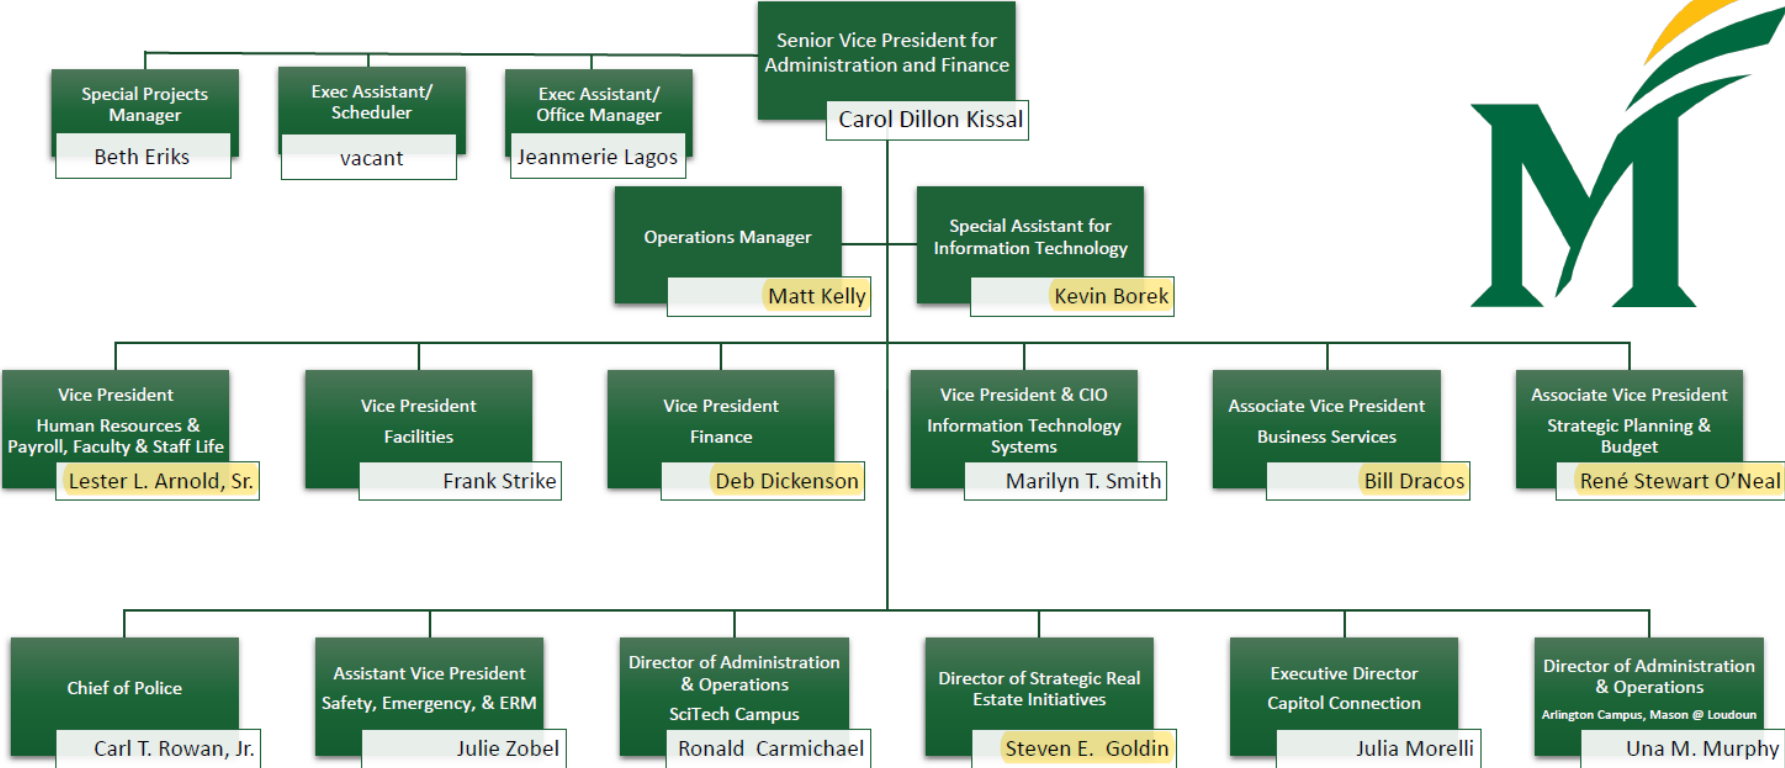 Senior Vice President for
Administration and Finance
Carol Dillon Kissal
Special Projects
Manager
Beth Eriks
Exec Assistant/
Scheduler
vacant
Exec Assistant/
Office Manager
Jeanmerie Lagos
Operations Manager
Matt Kelly
Special Assistant for
Information Technology
Kevin Borek
Vice President
Human Resources &
Payroll, Faculty & Staff Life
Lester L. Arnold, Sr.
Vice President
Facilities
Frank Strike
Vice President
Finance
Deb Dickenson
Vice President & CIO
Information Technology
Systems
Marilyn T. Smith
Associate Vice President
Business Services
Bill Dracos
Associate Vice President
Strategic Planning &
Budget
René Stewart O’Neal
Chief of Police
Carl T. Rowan, Jr.
Assistant Vice President
Safety, Emergency, & ERM
Julie Zobel
Director of Administration
& Operations
SciTech Campus
Ronald Carmichael
Director of Strategic Real
Estate Initiatives
Steven E. Goldin
Executive Director
Capitol Connection
Julia Morelli
Director of Administration
& Operations
Arlington Campus, Mason @ Loudoun
Una M. Murphy
M